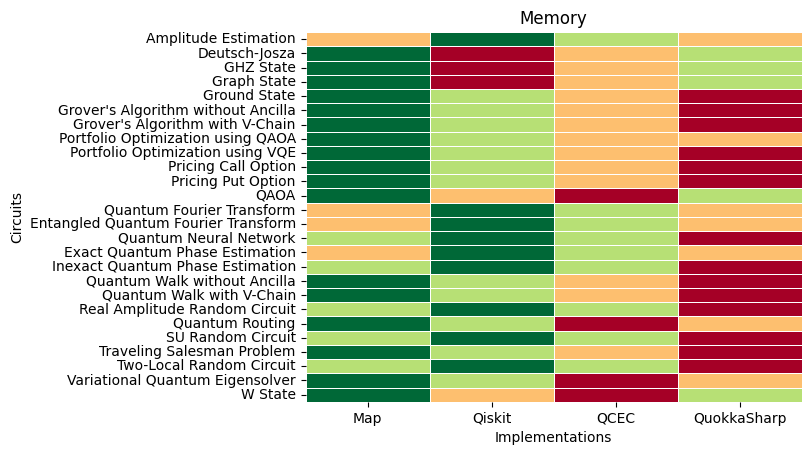 Memory
Circuits
Amplitude Estimation
Deutsch-Josza
GHZ State
Graph State
Ground State
Grover's Algorithm without Ancilla
Grover's Algorithm with V-Chain
Portfolio Optimization using QAOA
Portfolio Optimization using VQE
Pricing Call Option
Pricing Put Option
QAOA
Quantum Fourier Transform
Entangled Quantum Fourier Transform
Quantum Neural Network
Exact Quantum Phase Estimation
Inexact Quantum Phase Estimation
Quantum Walk without Ancilla
Quantum Walk with V-Chain
Real Amplitude Random Circuit
Quantum Routing
SU Random Circuit
Traveling Salesman Problem
Two-Local Random Circuit
Variational Quantum Eigensolver
W State
Map Qiskit QCEC QuokkaSharp
Implementations